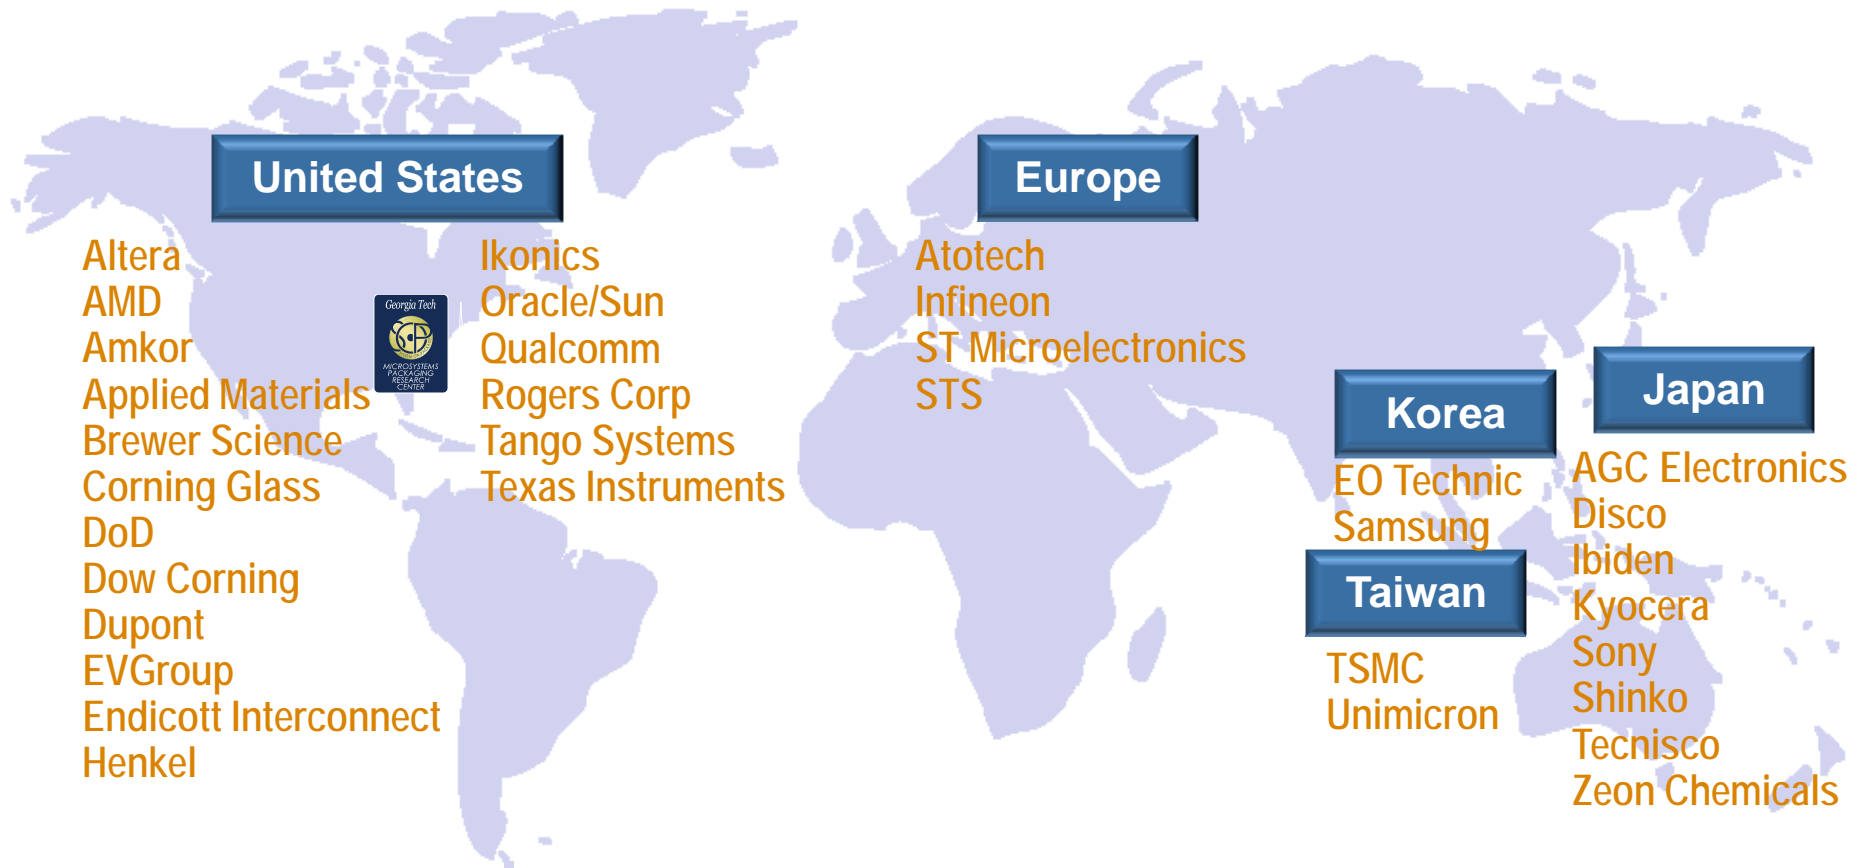 United States
Altera
AMD
Amkor
Applied Materials
Brewer Science
Corning Glass
DoD
Dow Corning
Dupont
EVGroup
Endicott Interconnect
Henkel
Georgia Tech
MICROSYSTEMS
PACKAGING
RESEARCH
CENTER
Ikonics
Oracle/Sun
Qualcomm
Rogers Corp
Tango Systems
Texas Instruments
Europe
Atotech
Infineon
ST Microelectronics
STS
Korea
EO Technic
Samsung
Taiwan
TSMC
Unimicron
Japan
AGC Electronics
Disco
Ibiden
Kyocera
Sony
Shinko
Tecnisco
Zeon Chemicals